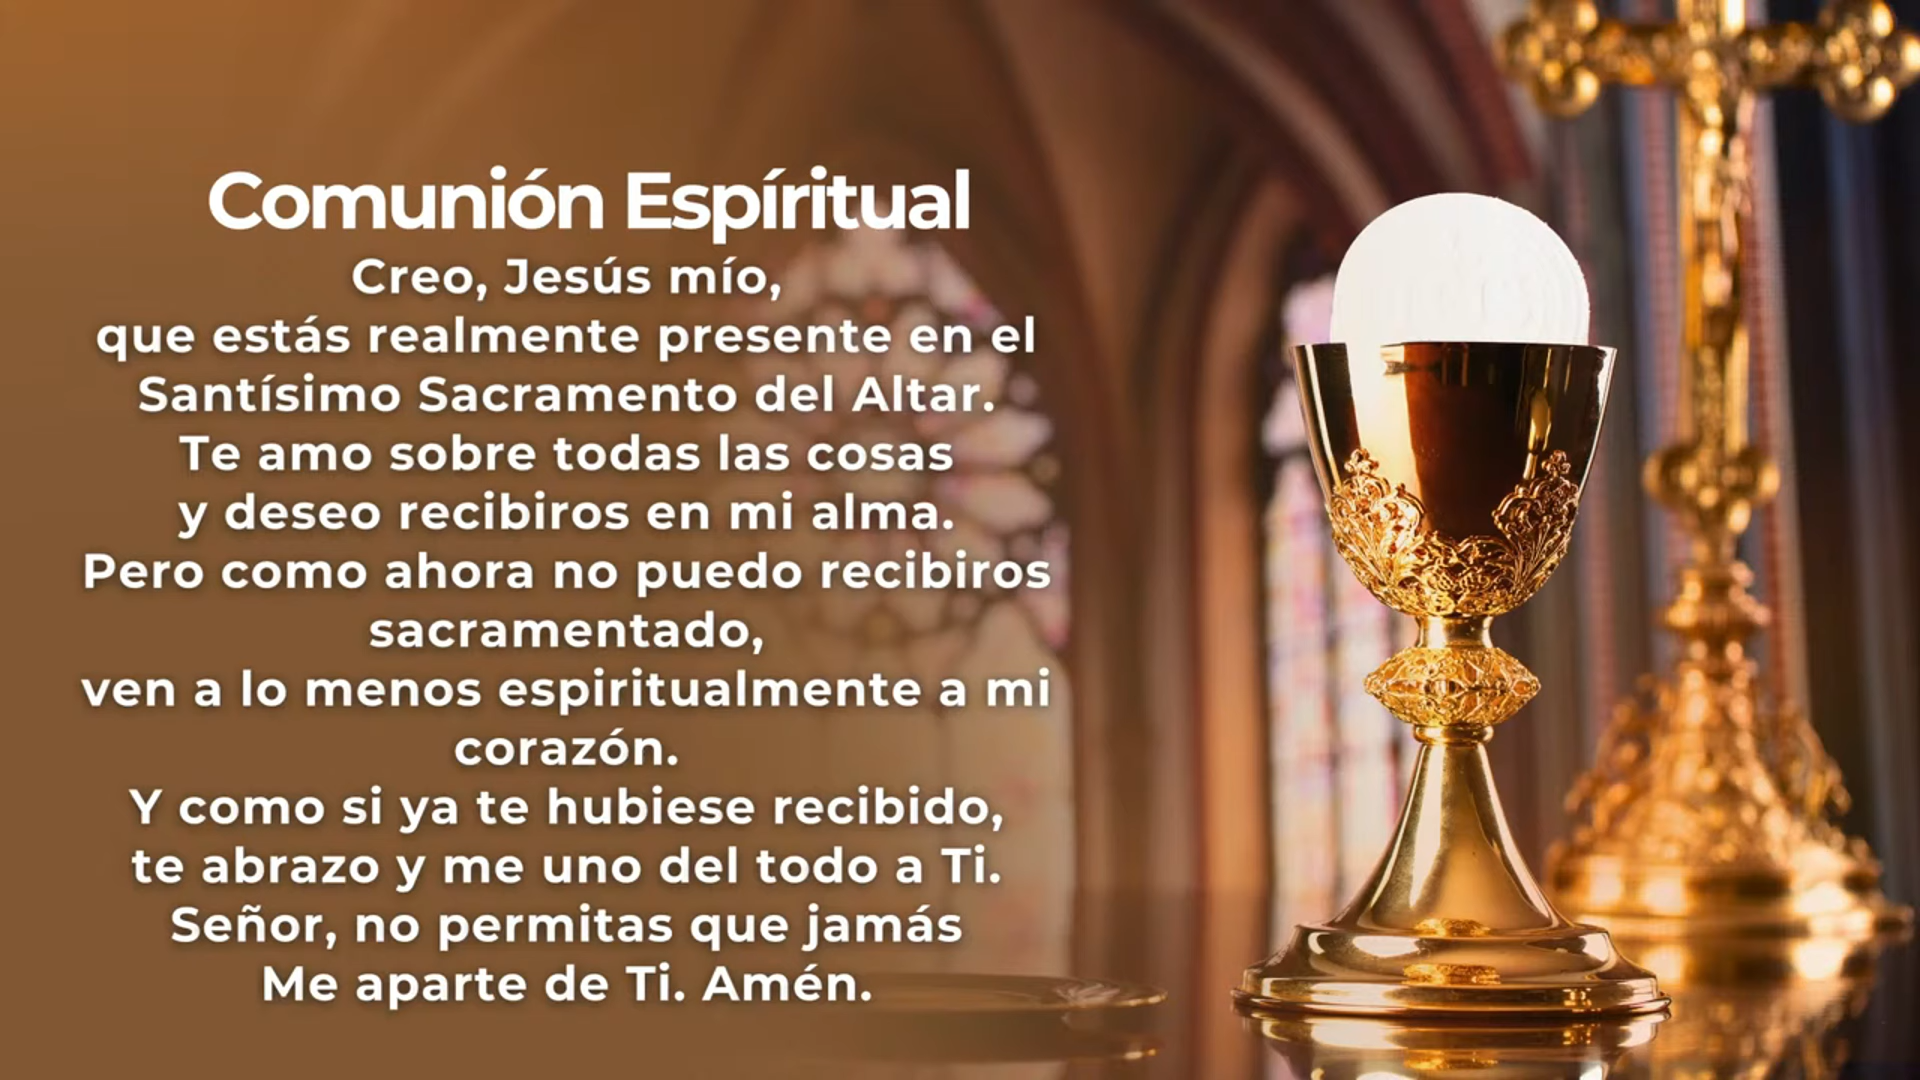 Comunión Espíritual
Creo, Jesús mío,
que estás realmente presente en el
Santísimo Sacramento del Altar.
Te amo sobre todas las cosas
y deseo recibiros en mi alma.
Pero como ahora no puedo recibiros
sacramentado,
ven a lo menos espiritualmente a mi
corazón.
Y como si ya te hubiese recibido,
te abrazo y me uno del todo a Ti.
Señor, no permitas que jamás
Me aparte de Ti. Amén.